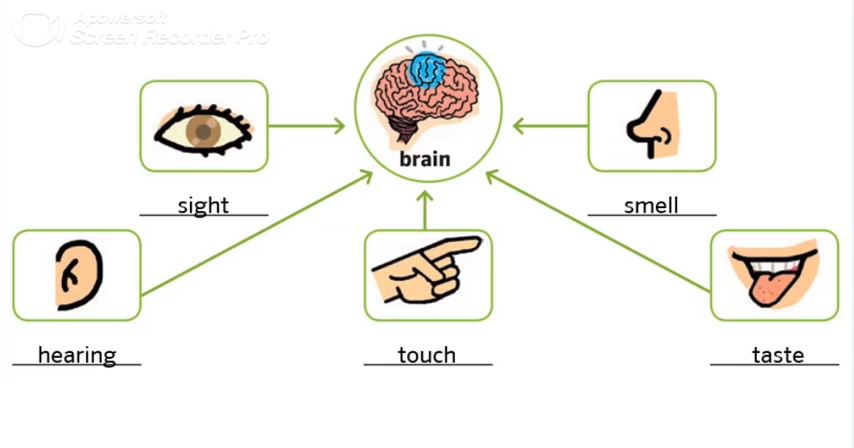 Apowersoft
Screen Recorder Pro
brain
sight
smell
hearing
touch
taste